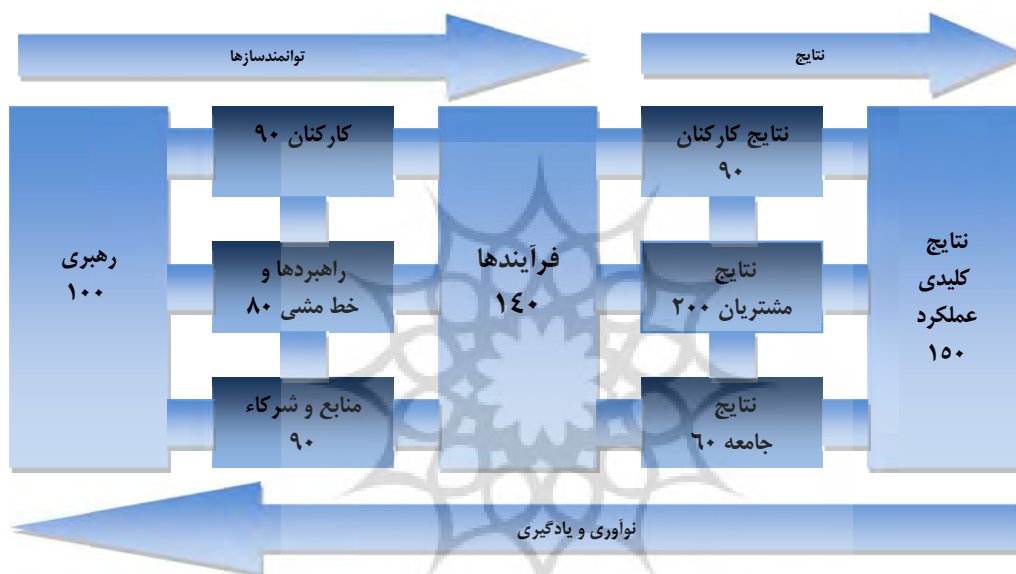 توانمندسازها
نتایج
رهبری
۱۰۰
کارکنان ۹۰
راهبردها و
خط مشی ۸۰
منابع و شرکاء
۹۰
فرآیندها
۱٤۰
نتایج کارکنان
۹۰
نتایج
مشتریان ۲۰۰
نتایج
جامعه ٦۰
نتایج
کلیدی
عملکرد
۱۵۰
نوآوری و یادگیری